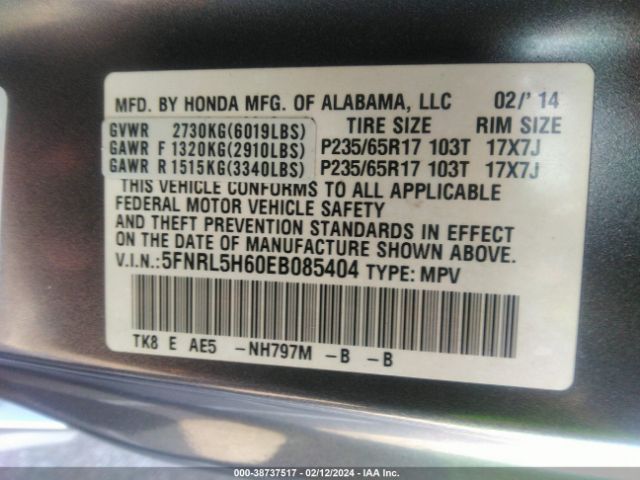 MFD. BY HONDA MFG. OF ALABAMA, LLC 02/' 14
GVWR 2730KG(6019LBS) TIRE SIZE RIM SIZE
GAWR F 1320KG(2910LBS) P235/65R17 103T 17X7J
GAWR R 1515KG(3340LBS) P235/65R17 103T 17X7J
THIS VEHICLE CONFORMS TO ALL APPLICABLE
FEDERAL MOTOR VEHICLE SAFETY
AND THEFT PREVENTION STANDARDS IN EFFECT
ON THE DATE OF MANUFACTURE SHOWN ABOVE.
V.I.N.:5FNRL5H60EB085404 TYPE: MPV
TK8 E AE5 -NH797M -B -B
000-38737517 - 02/12/2024 - IAA Inc.